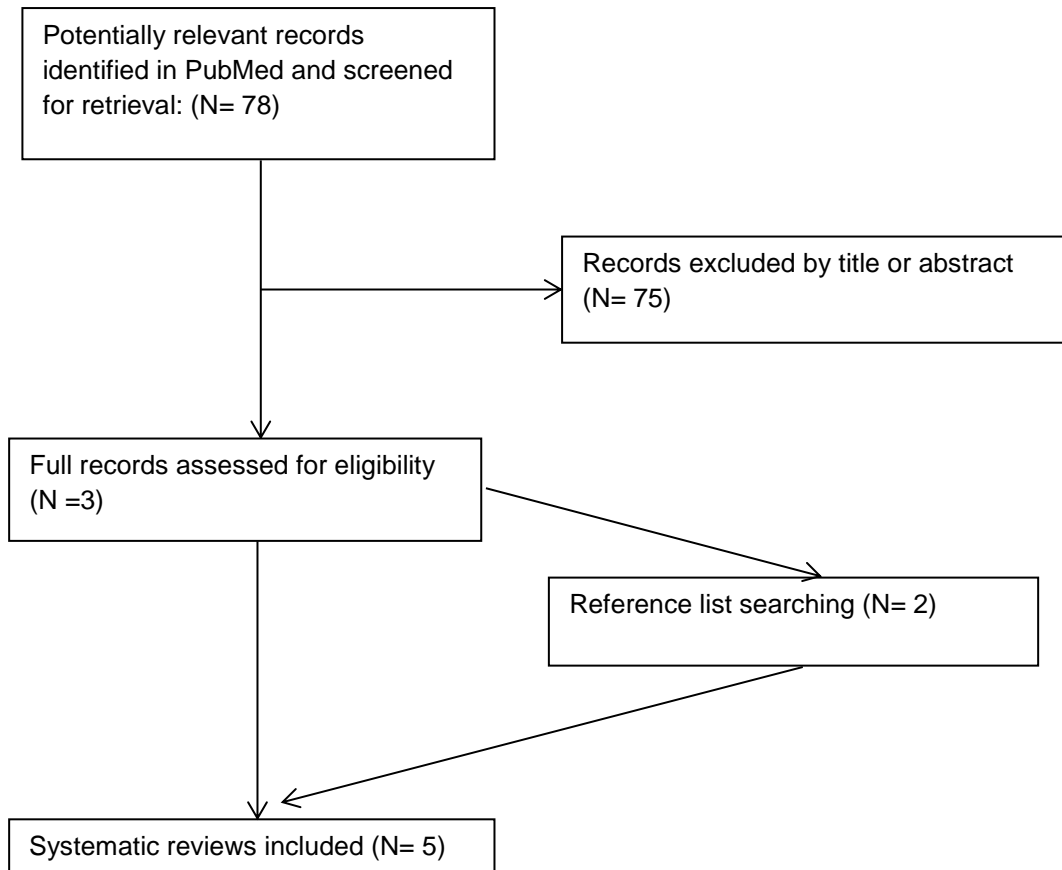 Potentially relevant records
identified in PubMed and screened
for retrieval: (N= 78)
Records excluded by title or abstract
(N= 75)
Full records assessed for eligibility
(N =3)
Reference list searching (N= 2)
Systematic reviews included (N= 5)